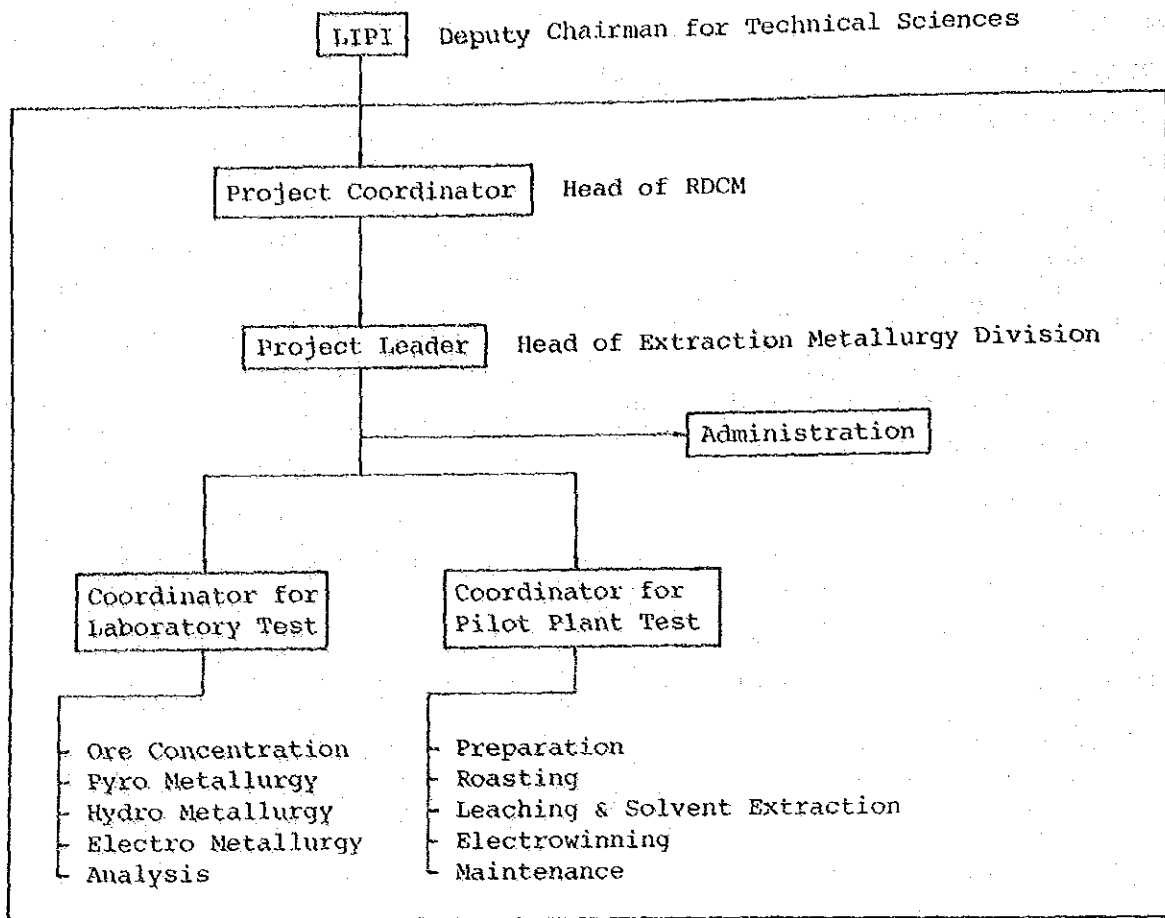 LIPI Deputy Chairman for Technical Sciences
Project Coordinator Head of RDCM
Project Leader Head of Extraction Metallurgy Division
Administration
Coordinator for
Laboratory Test
Coordinator for
Pilot Plant Test
Ore Concentration
Pyro Metallurgy
Hydro Metallurgy
Electro Metallurgy
Analysis
Preparation
Roasting
Leaching & Solvent Extraction
Electrowinning
Maintenance